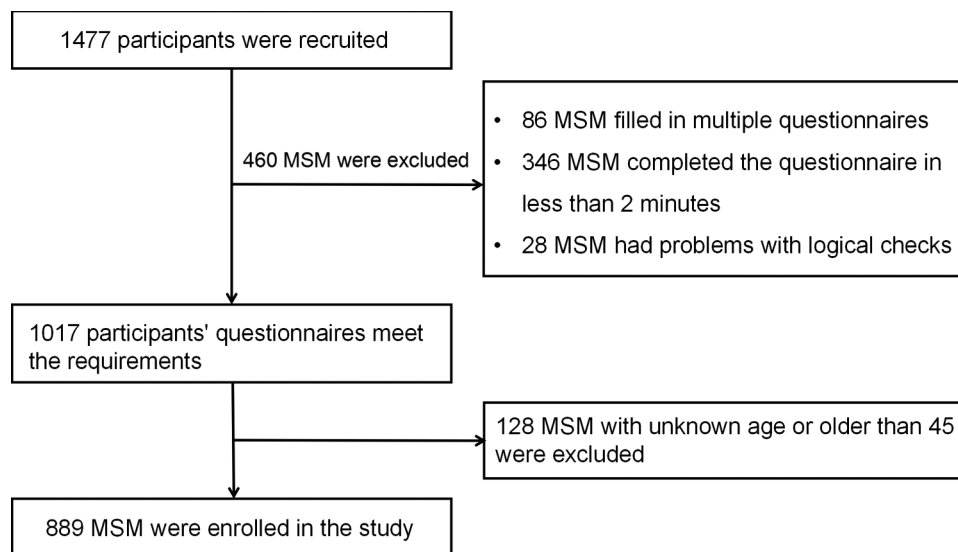 1477 participants were recruited
460 MSM were excluded
• 86 MSM filled in multiple questionnaires
• 346 MSM completed the questionnaire in
less than 2 minutes
• 28 MSM had problems with logical checks
1017 participants' questionnaires meet
the requirements
128 MSM with unknown age or older than 45
were excluded
889 MSM were enrolled in the study